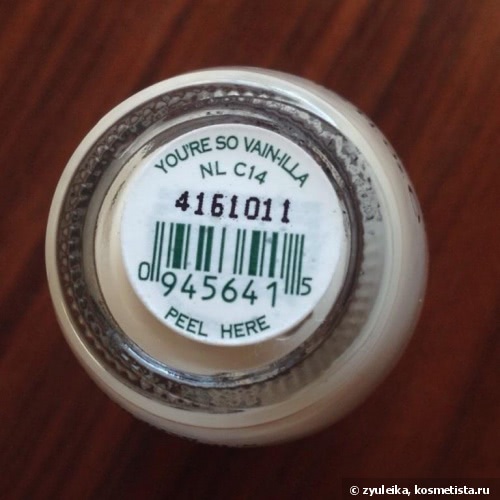 YOU'RE SO VAIN-ILLA
NL C14
4161011
0 945641 5
PEEL HERE
© zyuleika, kosmetista.ru